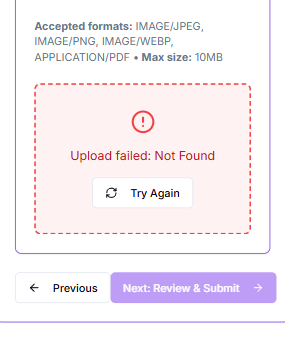 Accepted formats: IMAGE/JPEG,
IMAGE/PNG, IMAGE/WEBP,
APPLICATION/PDF • Max size: 10MB
Upload failed: Not Found
Try Again
Previous
Next: Review & Submit